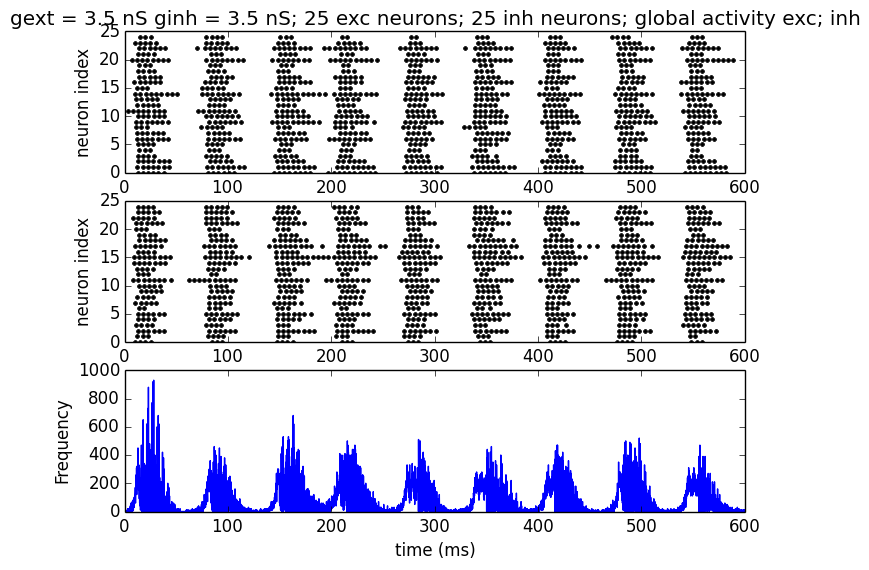 gext = 3.5 nS ginh = 3.5 nS; 25 exc neurons; 25 inh neurons; global activity exc; inh
25
20
15
10
5
0
neuron index
0 100 200 300 400 500 600
25
20
15
10
5
0
neuron index
0 100 200 300 400 500 600
1000
800
600
400
200
0
Frequency
0 100 200 300 400 500 600
time (ms)